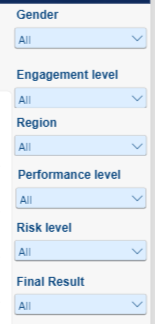 Gender
All
Engagement level
All
Region
All
Performance level
All
Risk level
All
Final Result
All